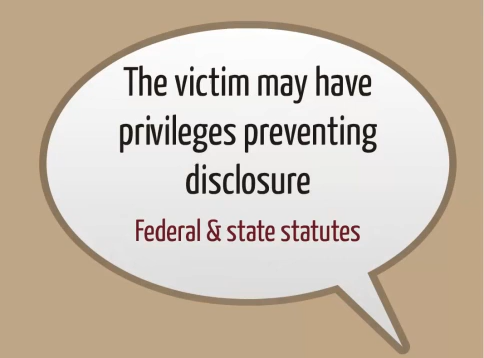 The victim may have
privileges preventing
disclosure
Federal & state statutes